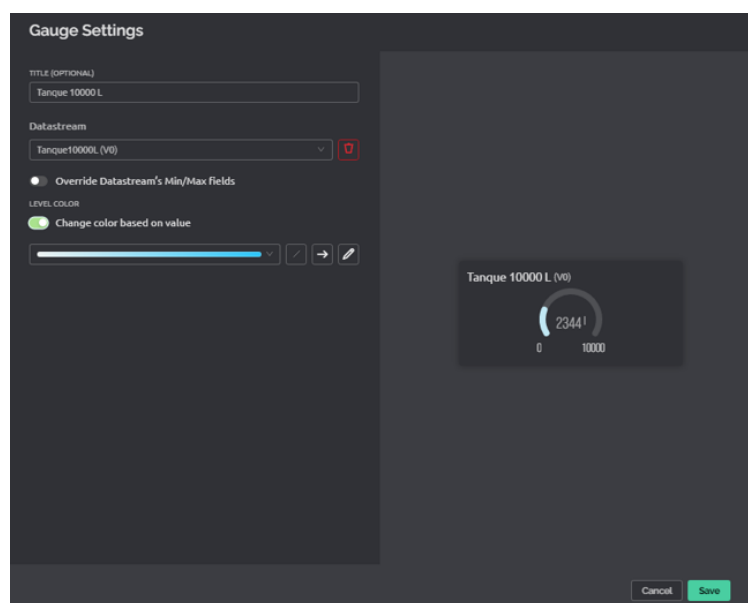 Gauge Settings
TITLE (OPTIONAL)
Tanque 10000 L
Datastream
Tanque10000L (V0)
Override Datastream's Min/Max fields
LEVEL COLOR
Change color based on value
Tanque 10000 L (V0)
2344 l
0 10000
Cancel Save